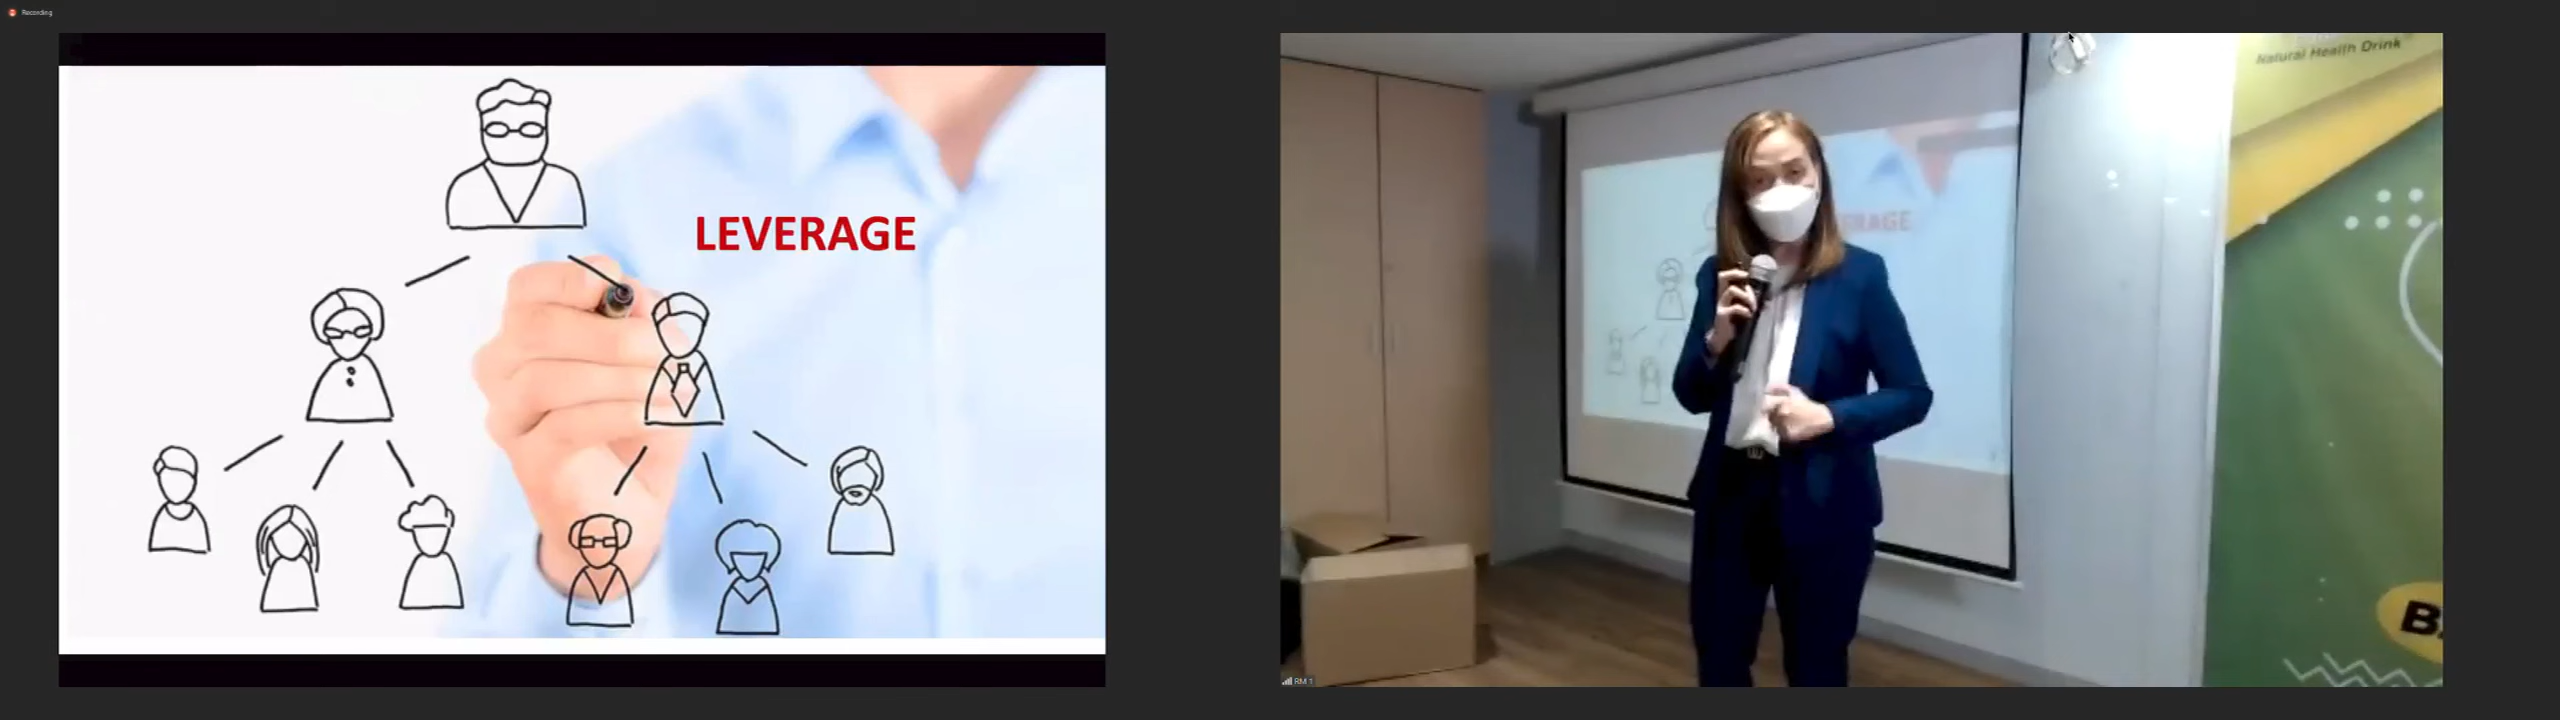 Recording
LEVERAGE
ERAGE
Natural Health Drink
B
RM 1